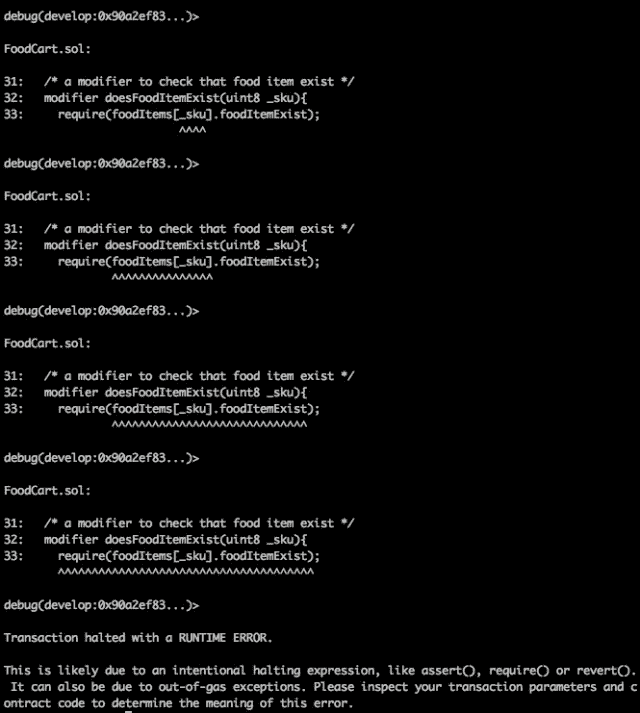 debug(develop:0x90a2ef83...)>
FoodCart.sol:
31:   /* a modifier to check that food item exist */
32:   modifier doesFoodItemExist(uint8 _sku){
33:     require(foodItems[_sku].foodItemExist);
                          ^^^^
debug(develop:0x90a2ef83...)>
FoodCart.sol:
31:   /* a modifier to check that food item exist */
32:   modifier doesFoodItemExist(uint8 _sku){
33:     require(foodItems[_sku].foodItemExist);
                ^^^^^^^^^^^^^^^
debug(develop:0x90a2ef83...)>
FoodCart.sol:
31:   /* a modifier to check that food item exist */
32:   modifier doesFoodItemExist(uint8 _sku){
33:     require(foodItems[_sku].foodItemExist);
                ^^^^^^^^^^^^^^^^^^^^^^^^^^^^^
debug(develop:0x90a2ef83...)>
FoodCart.sol:
31:   /* a modifier to check that food item exist */
32:   modifier doesFoodItemExist(uint8 _sku){
33:     require(foodItems[_sku].foodItemExist);
        ^^^^^^^^^^^^^^^^^^^^^^^^^^^^^^^^^^^^^^
debug(develop:0x90a2ef83...)>
Transaction halted with a RUNTIME ERROR.
This is likely due to an intentional halting expression, like assert(), require() or revert().
 It can also be due to out-of-gas exceptions. Please inspect your transaction parameters and c
ontract code to determine the meaning of this error.